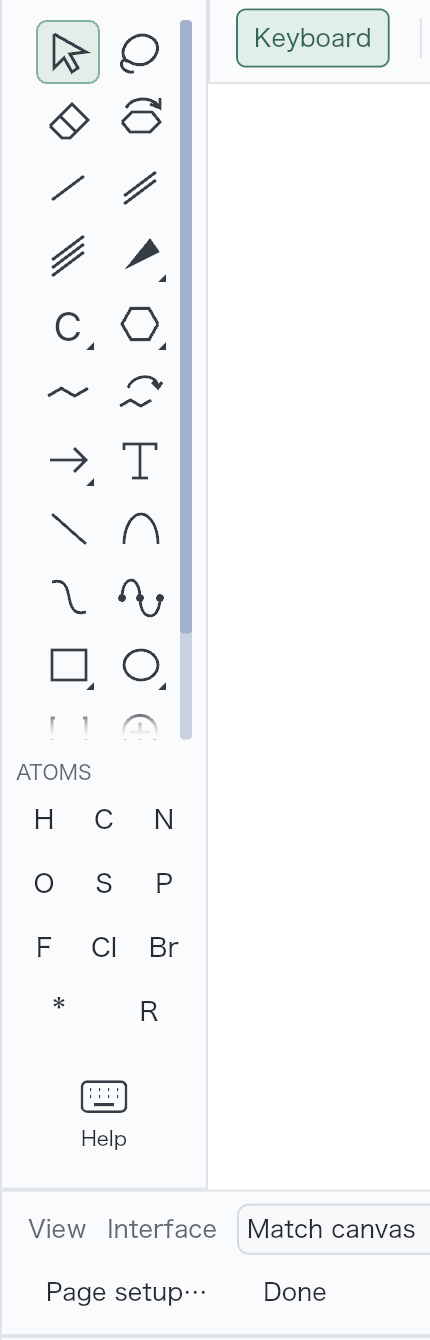 Keyboard
C
T
ATOMS
H C N
O S P
F Cl Br
* R
Help
View Interface Match canvas
Page setup··· Done